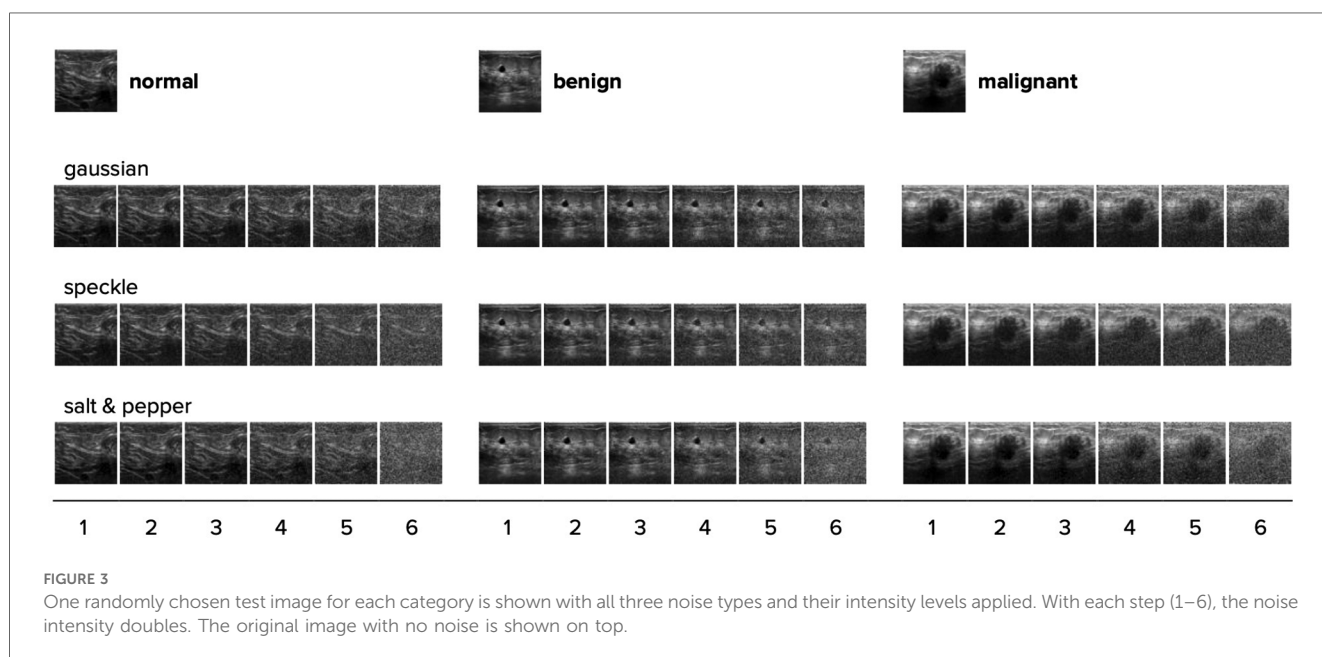 normal benign malignant
gaussian
speckle
salt & pepper
1 2 3 4 5 6 1 2 3 4 5 6 1 2 3 4 5 6
FIGURE 3
One randomly chosen test image for each category is shown with all three noise types and their intensity levels applied. With each step (1–6), the noise
intensity doubles. The original image with no noise is shown on top.